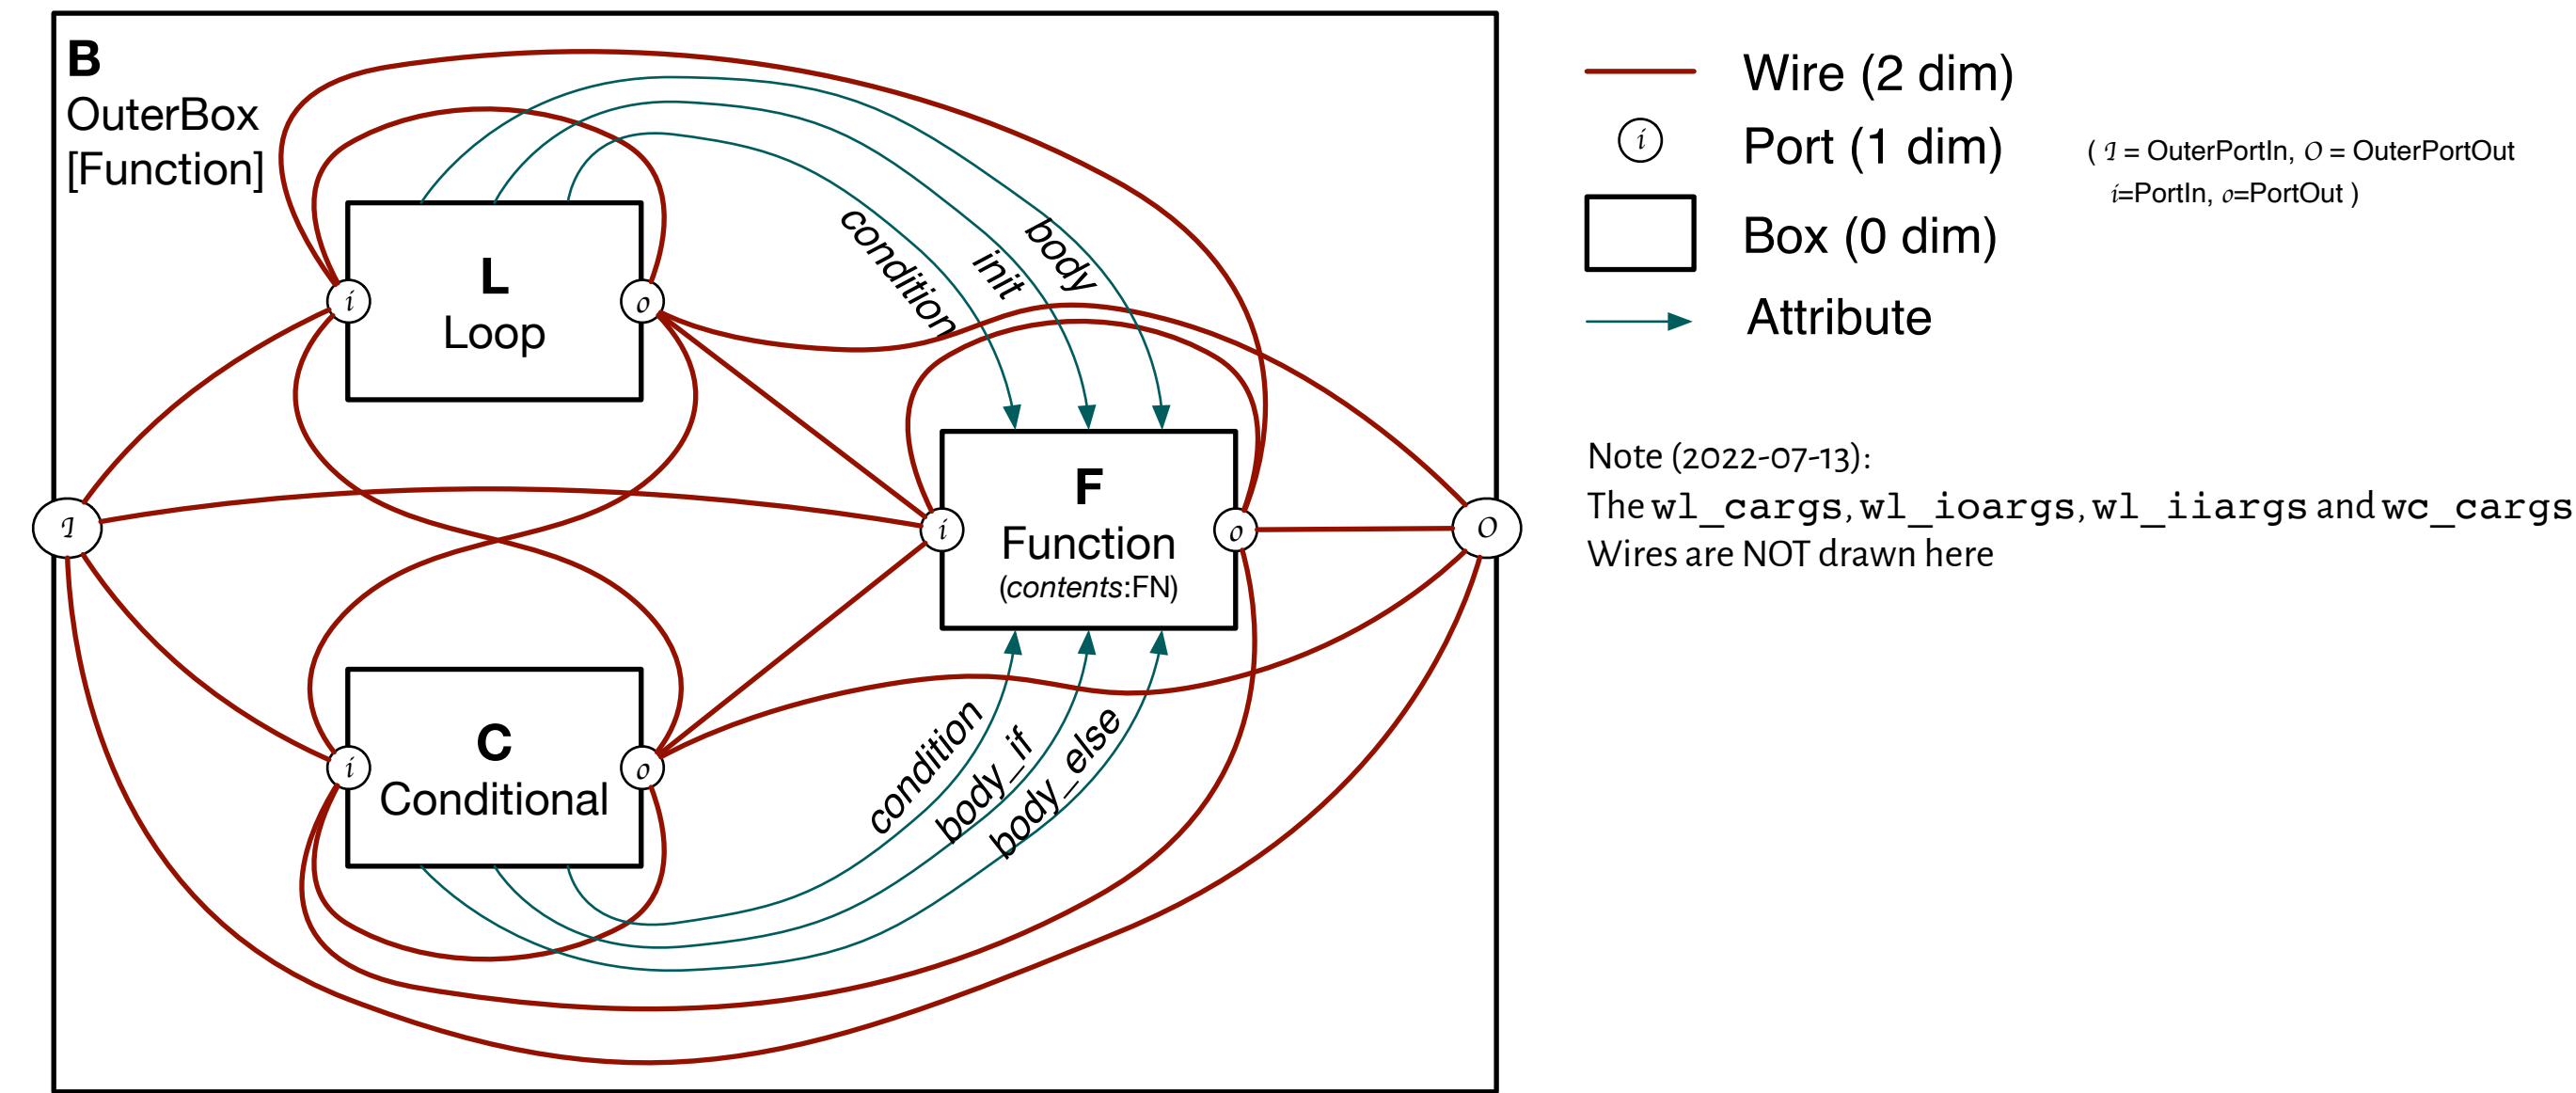 B
OuterBox
[Function]
L
Loop
i
o
condition
init
body
I
F
Function
(contents:FN)
i
o
O
C
Conditional
i
o
condition
body_if
body_else
Wire (2 dim)
i
Port (1 dim)
( I = OuterPortIn, O = OuterPortOut
i=PortIn, o=PortOut )
Box (0 dim)
Attribute
Note (2022-07-13):
The wl_cargs, wl_ioargs, wl_iiargs and wc_cargs
Wires are NOT drawn here